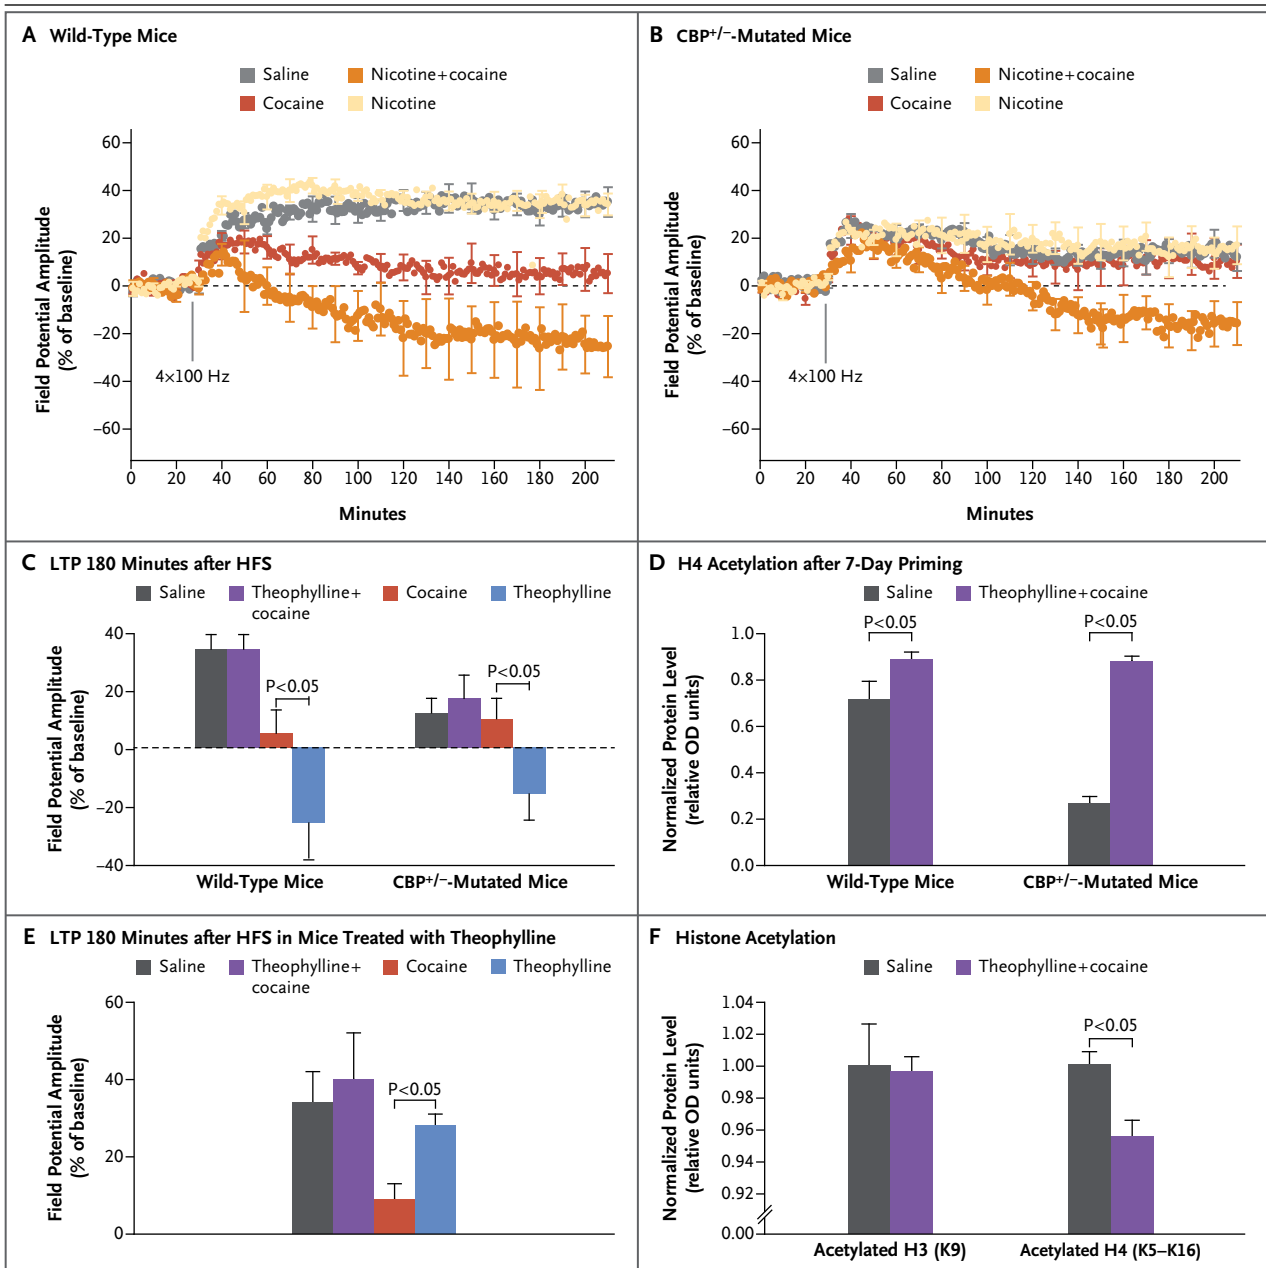 A Wild-Type Mice
Saline
Nicotine+cocaine
Cocaine
Nicotine
Field Potential Amplitude
(% of baseline)
60
40
20
0
−20
−40
−60
4×100 Hz
0 20 40 60 80 100 120 140 160 180 200
Minutes
B CBP+/−-Mutated Mice
Saline
Nicotine+cocaine
Cocaine
Nicotine
Field Potential Amplitude
(% of baseline)
60
40
20
0
−20
−40
−60
4×100 Hz
0 20 40 60 80 100 120 140 160 180 200
Minutes
C LTP 180 Minutes after HFS
Saline
Theophylline+
cocaine
Cocaine
Theophylline
Field Potential Amplitude
(% of baseline)
40
20
0
−20
−40
P<0.05
P<0.05
Wild-Type Mice
CBP+/−-Mutated Mice
D H4 Acetylation after 7-Day Priming
Saline
Theophylline+cocaine
Normalized Protein Level
(relative OD units)
1.0
0.8
0.6
0.4
0.2
0.0
P<0.05
P<0.05
Wild-Type Mice
CBP+/−-Mutated Mice
E LTP 180 Minutes after HFS in Mice Treated with Theophylline
Saline
Theophylline+
cocaine
Cocaine
Theophylline
Field Potential Amplitude
(% of baseline)
60
40
20
0
P<0.05
F Histone Acetylation
Saline
Theophylline+cocaine
Normalized Protein Level
(relative OD units)
1.04
1.02
1.00
0.98
0.96
0.94
0.92
0.00
P<0.05
Acetylated H3 (K9)
Acetylated H4 (K5–K16)